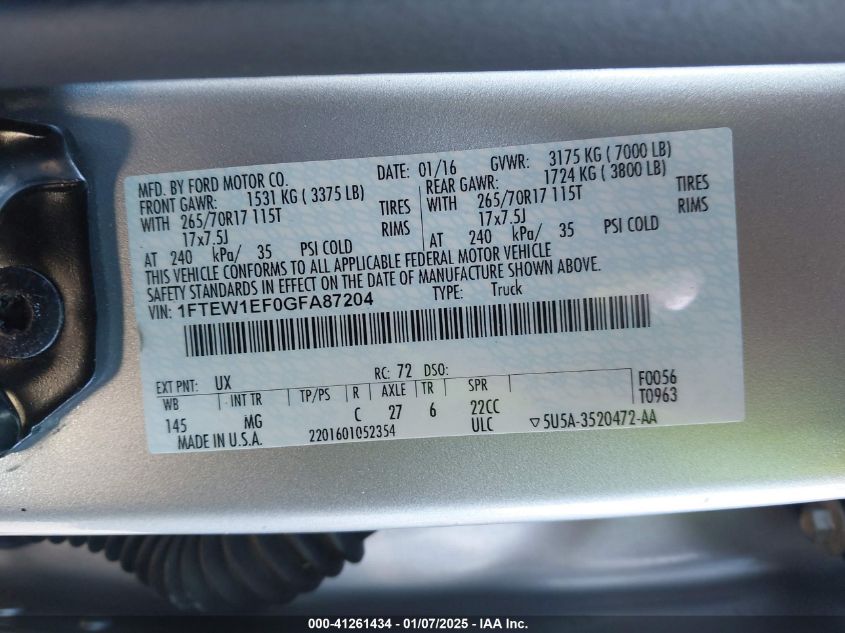 MFD. BY FORD MOTOR CO. DATE: 01/16 GVWR: 3175 KG ( 7000 LB)
FRONT GAWR: 1531 KG ( 3375 LB) REAR GAWR: 1724 KG ( 3800 LB)
WITH 265/70R17 115T TIRES WITH 265/70R17 115T TIRES
17x7.5J RIMS 17x7.5J RIMS
AT 240 kPa/ 35 PSI COLD AT 240 kPa/ 35 PSI COLD
THIS VEHICLE CONFORMS TO ALL APPLICABLE FEDERAL MOTOR VEHICLE
SAFETY STANDARDS IN EFFECT ON THE DATE OF MANUFACTURE SHOWN ABOVE.
VIN: 1FTEW1EF0GFA87204 TYPE: Truck
EXT PNT: UX RC: 72 DSO:
WB INT TR TP/PS R AXLE TR SPR F0056
145 MG C 27 6 22CC T0963
MADE IN U.S.A. 2201601052354 ULC ▽5U5A-3520472-AA
000-41261434 - 01/07/2025 - IAA Inc.